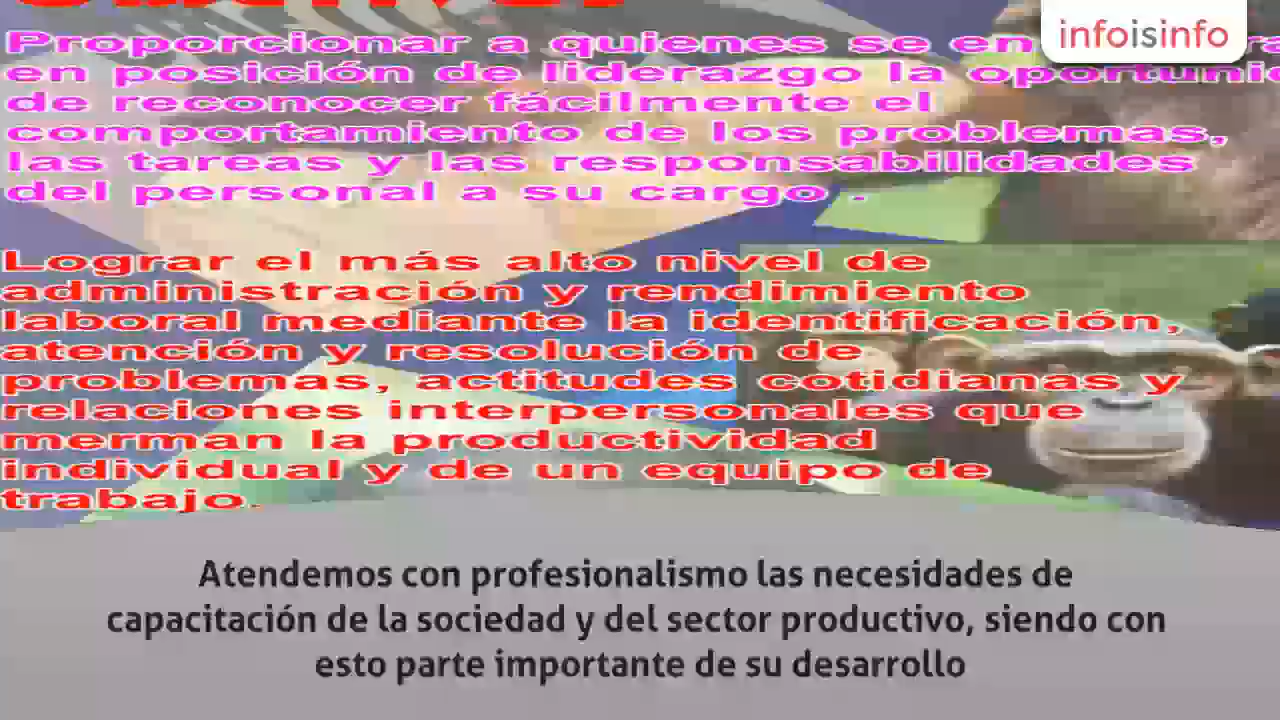 infoisinfo
Proporcionar a quienes se en
en posición de liderazgo la
de reconocer fácilmente el
comportamiento de los problemas,
las tareas y las responsabilidades
del personal a su cargo .
Lograr el más alto nivel de
administración y rendimiento
laboral mediante la identificación,
atención y resolución de
problemas, actitudes cotidianas y
relaciones interpersonales que
merman la productividad
individual y de un equipo de
trabajo.
Atendemos con profesionalismo las necesidades de
capacitación de la sociedad y del sector productivo, siendo con
esto parte importante de su desarrollo